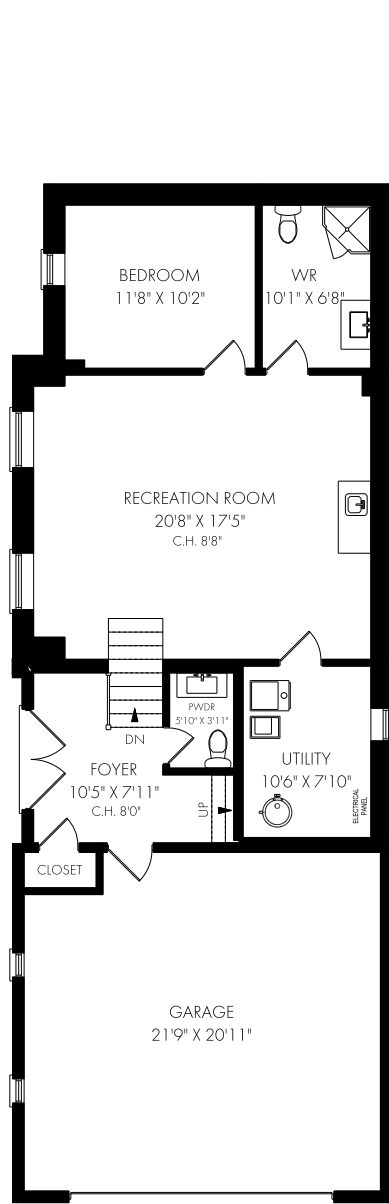 BEDROOM
11'8" X 10'2"
WR
10'1" X 6'8"
RECREATION ROOM
20'8" X 17'5"
C.H. 8'8"
PWDR
5'10" X 3'11"
DN
FOYER
10'5" X 7'11"
C.H. 8'0"
UP
UTILITY
10'6" X 7'10"
ELECTRICAL
PANEL
CLOSET
GARAGE
21'9" X 20'11"